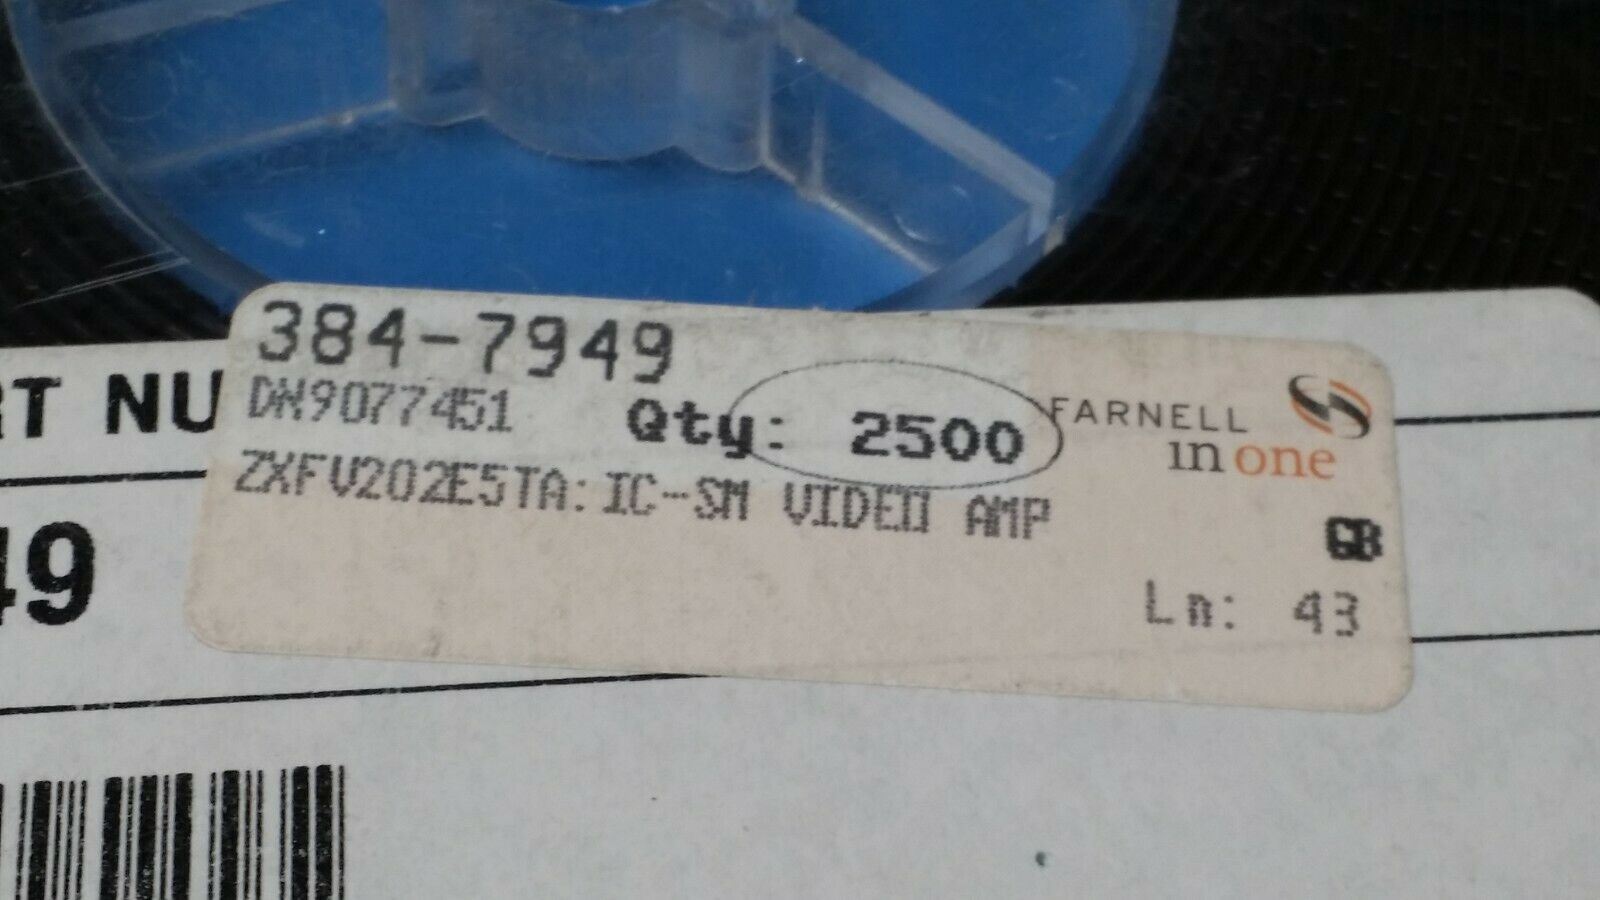 384-7949
DN9077451
Qty: 2500
FARNELL
in one
ZXFV202E5TA: IC-SM VIDEO AMP
GB
Ln: 43
RT NU
49